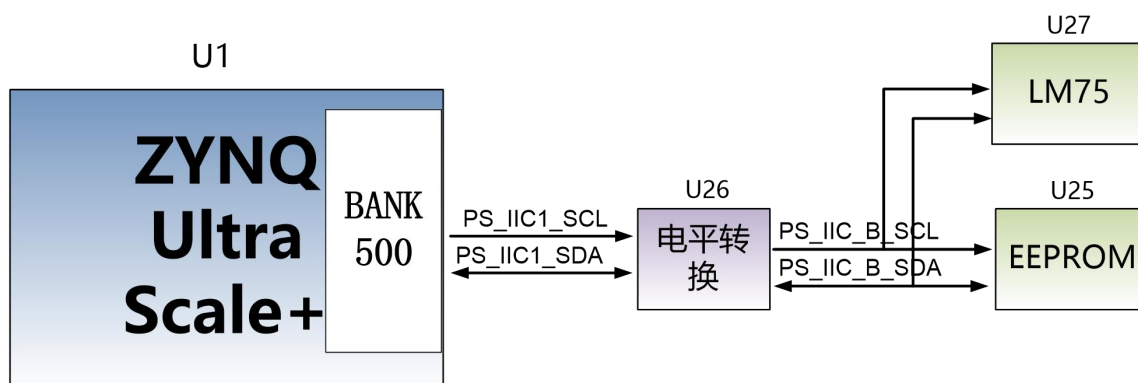 U1
ZYNQ
Ultra
Scale+
BANK
500
PS_IIC1_SCL
PS_IIC1_SDA
U26
电平转
换
PS_IIC_B_SCL
PS_IIC_B_SDA
U27
LM75
U25
EEPROM